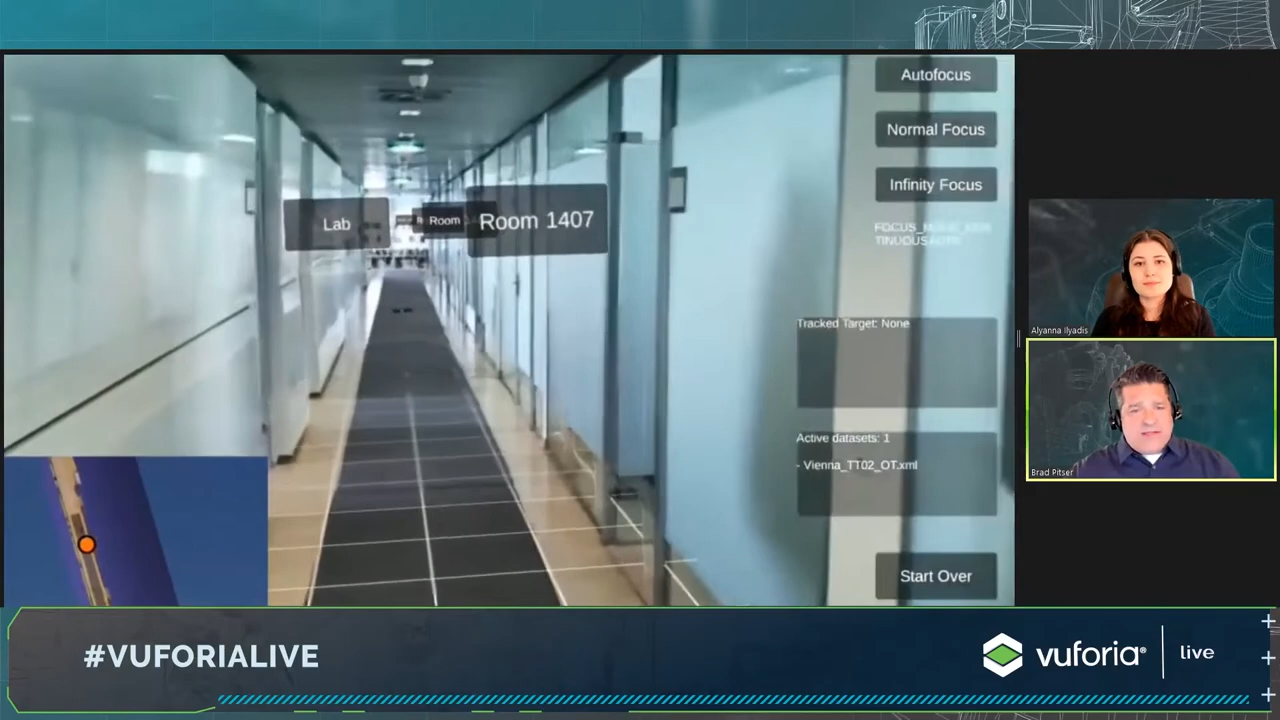 Autofocus
Normal Focus
Infinity Focus
Lab
Room
Room 1407
TINUOUS
Tracked Target: None
Active datasets: 1
- Vienna_TT02_OT.xml
Start Over
Alyanna Ilyadis
Brad Pitser
#VUFORIALIVE
vuforia® live